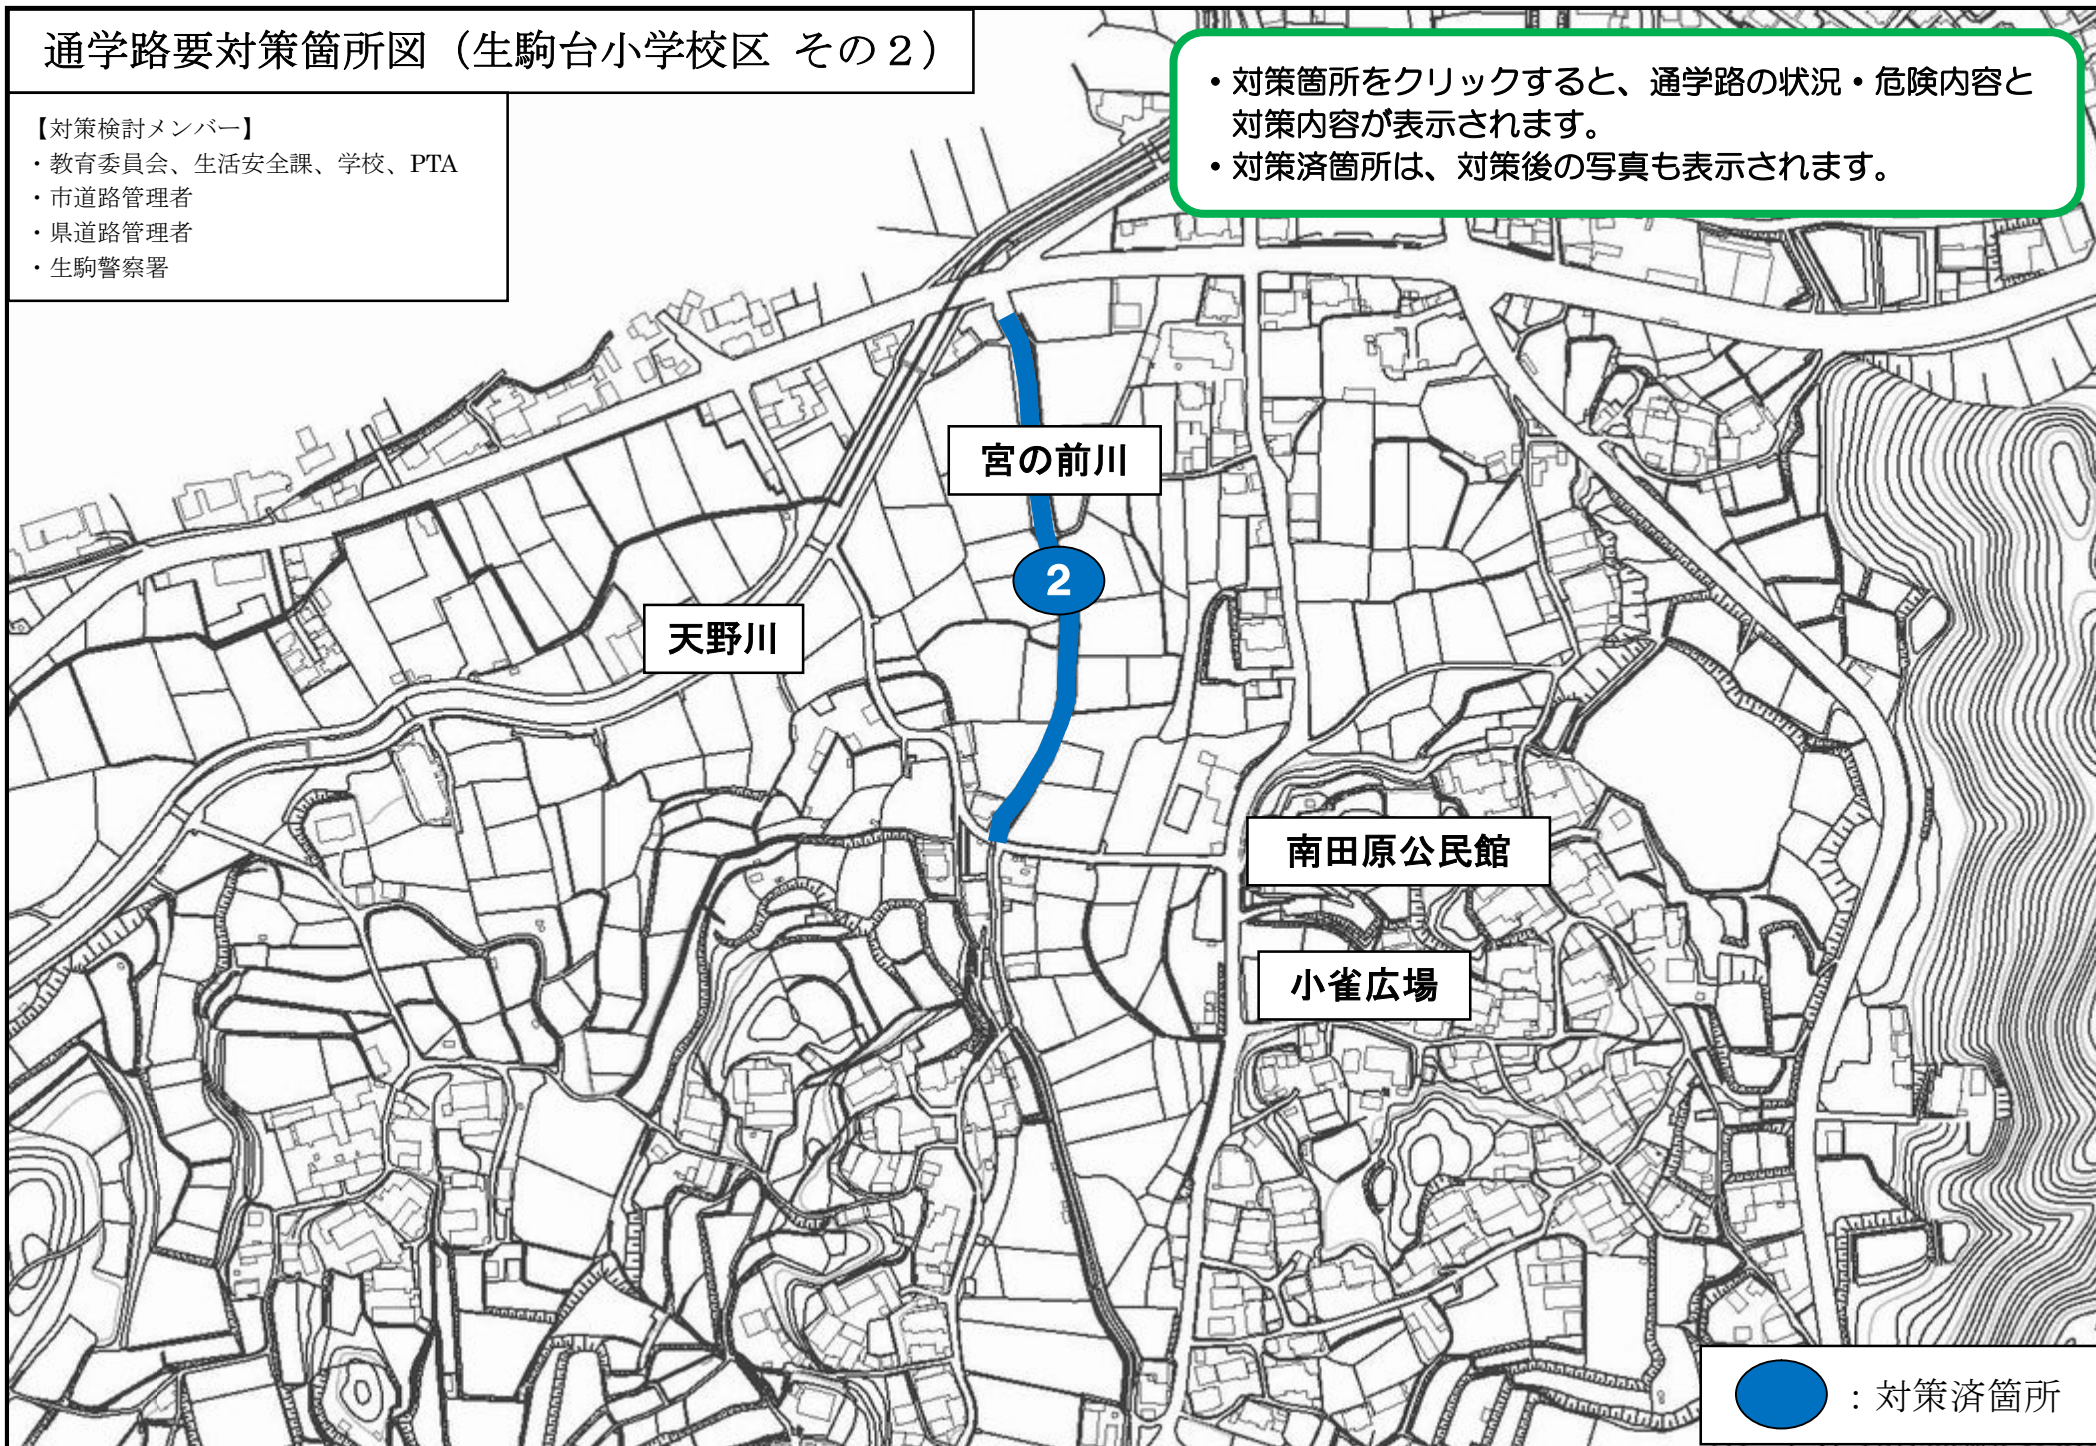 通学路要対策箇所図（生駒台小学校区 その２）
【対策検討メンバー】
・教育委員会、生活安全課、学校、PTA
・市道路管理者
・県道路管理者
・生駒警察署
・対策箇所をクリックすると、通学路の状況・危険内容と
対策内容が表示されます。
・対策済箇所は、対策後の写真も表示されます。
宮の前川
2
天野川
南田原公民館
小雀広場
：対策済箇所